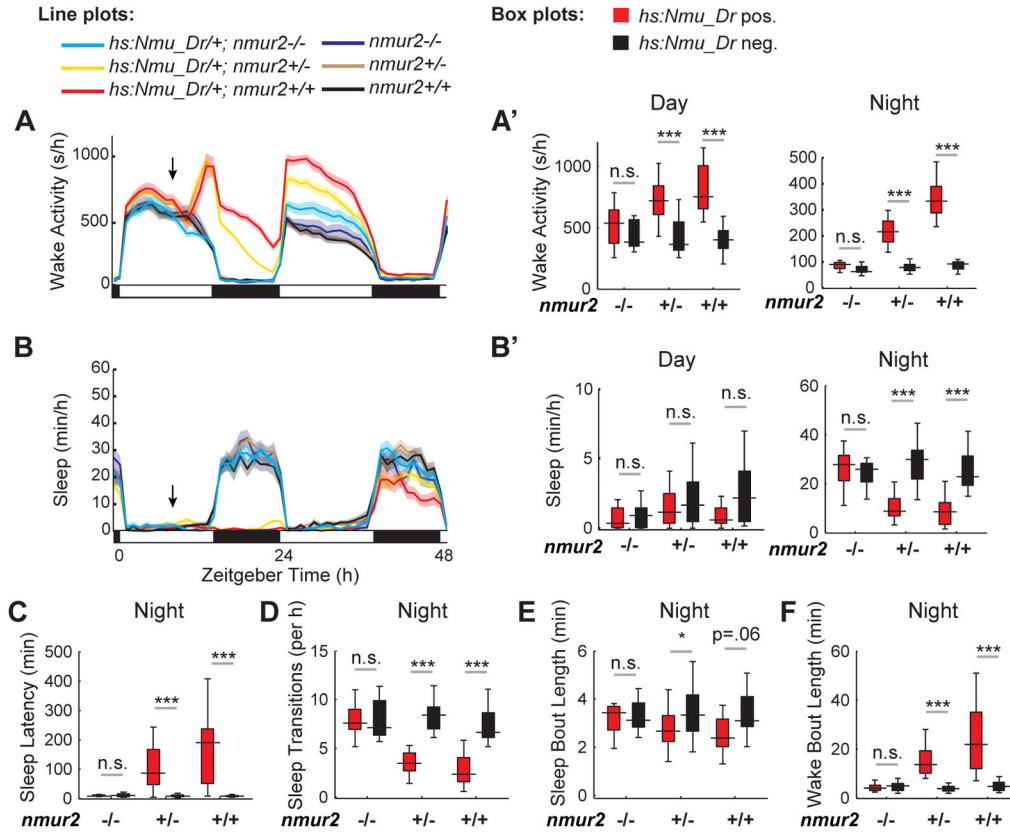 Line plots:
Box plots:
hs:Nmu_Dr/+; nmur2-/-
hs:Nmu_Dr/+; nmur2+/-
hs:Nmu_Dr/+; nmur2+/+
nmur2-/-
nmur2+/-
nmur2+/+
hs:Nmu_Dr pos.
hs:Nmu_Dr neg.
A
Wake Activity (s/h)
1000
500
0
A'
Day
Wake Activity (s/h)
1000
500
0
n.s.
***
***
nmur2 -/- +/- +/+
Night
500
400
300
200
100
0
n.s.
***
***
nmur2 -/- +/- +/+
B
Sleep (min/h)
60
50
40
30
20
10
0
0 24 48
Zeitgeber Time (h)
B'
Day
Sleep (min/h)
10
5
0
n.s.
n.s.
n.s.
nmur2 -/- +/- +/+
Night
60
40
20
0
n.s.
***
***
nmur2 -/- +/- +/+
C
Night
Sleep Latency (min)
500
400
300
200
100
0
n.s.
***
***
nmur2 -/- +/- +/+
D
Night
Sleep Transitions (per h)
15
10
5
0
n.s.
***
***
nmur2 -/- +/- +/+
E
Night
Sleep Bout Length (min)
6
4
2
0
n.s.
*
p=.06
nmur2 -/- +/- +/+
F
Night
Wake Bout Length (min)
60
40
20
0
n.s.
***
***
nmur2 -/- +/- +/+